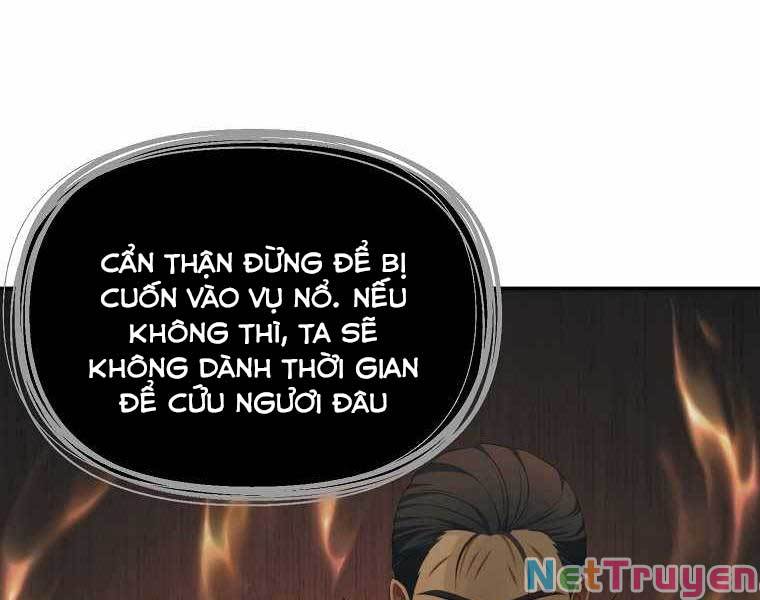 CẨN THẬN ĐỪNG ĐỂ BỊ
CUỐN VÀO VỤ NỔ. NẾU
KHÔNG THÌ, TA SẼ
KHÔNG DÀNH THỜI GIAN
ĐỂ CỨU NGƯƠI ĐÂU
NetTruyen